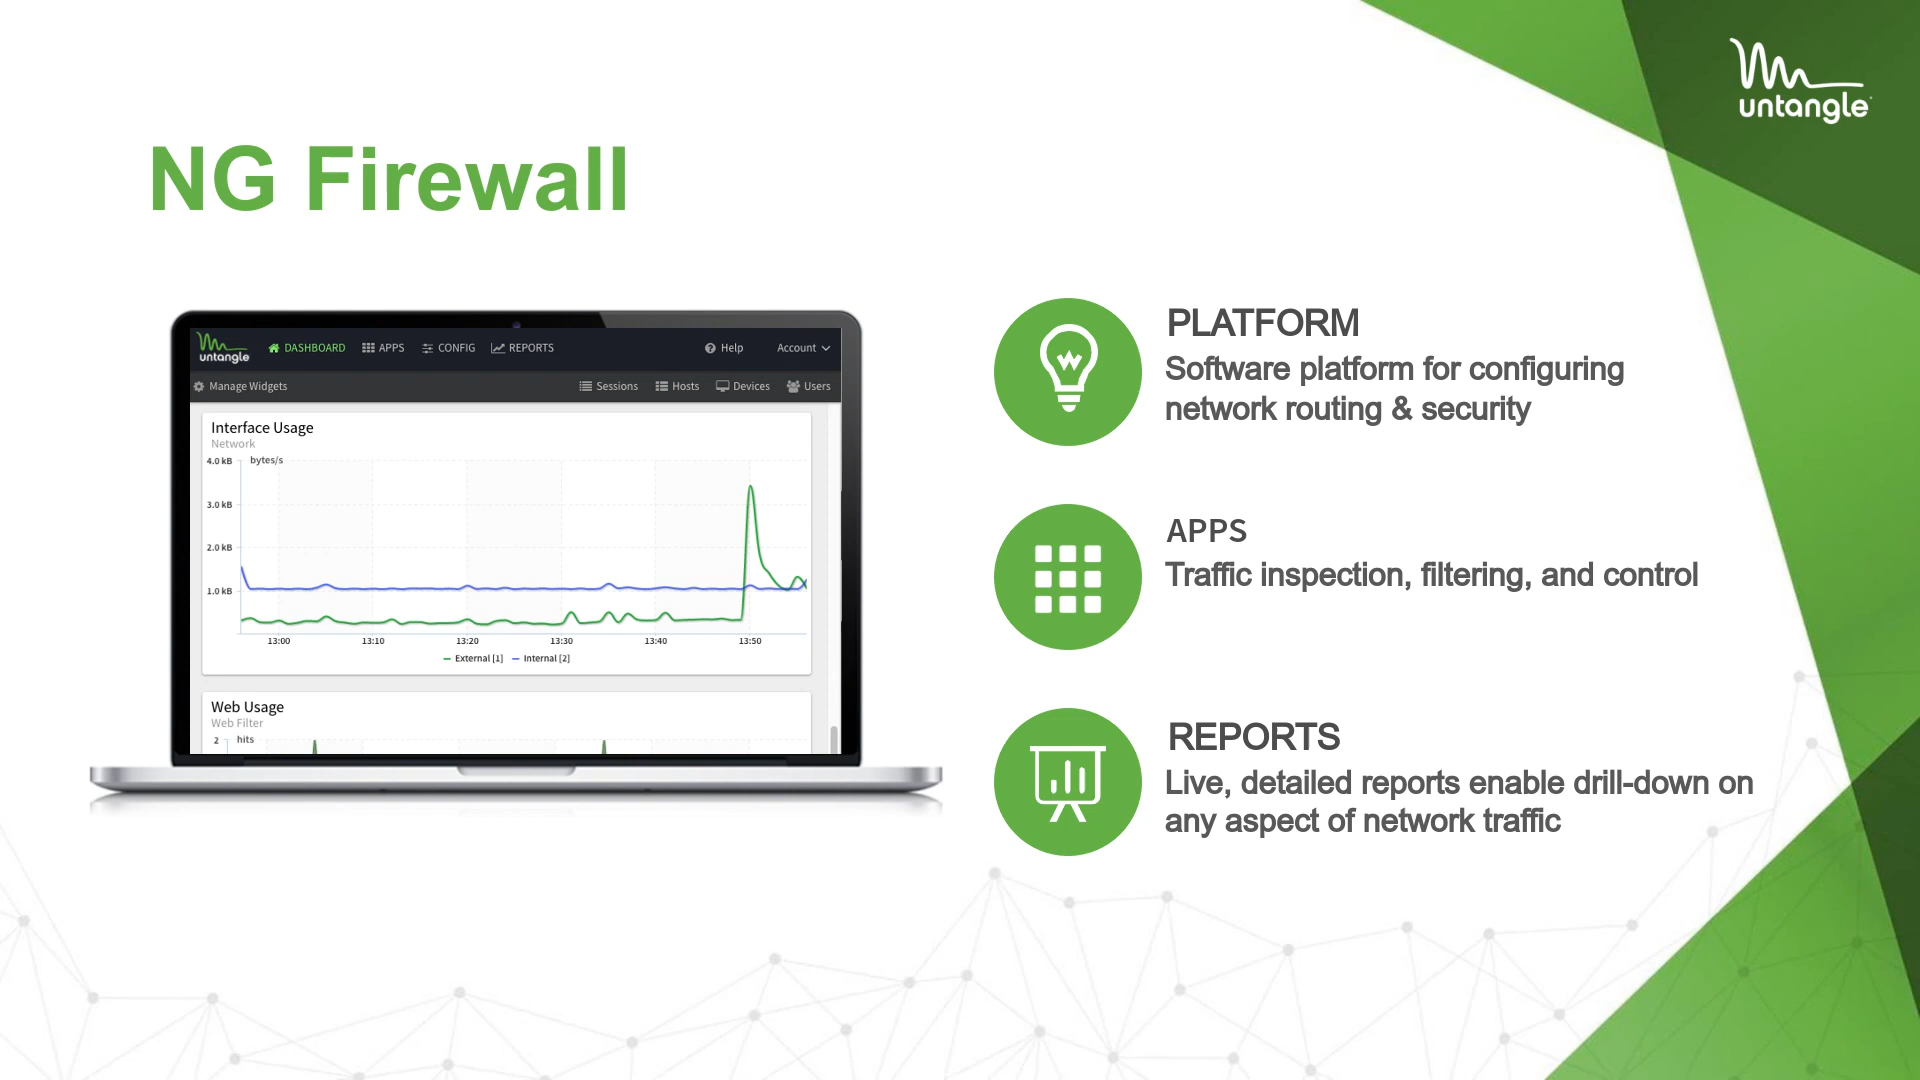 untangle
NG Firewall
untangle
DASHBOARD APPS CONFIG REPORTS Help Account
Manage Widgets Sessions Hosts Devices Users
Interface Usage
Network
4.0 kB bytes/s
3.0 kB
2.0 kB
1.0 kB
13:00 13:10 13:20 13:30 13:40 13:50
External [1] Internal [2]
Web Usage
Web Filter
2 hits
PLATFORM
Software platform for configuring
network routing & security
APPS
Traffic inspection, filtering, and control
REPORTS
Live, detailed reports enable drill-down on
any aspect of network traffic